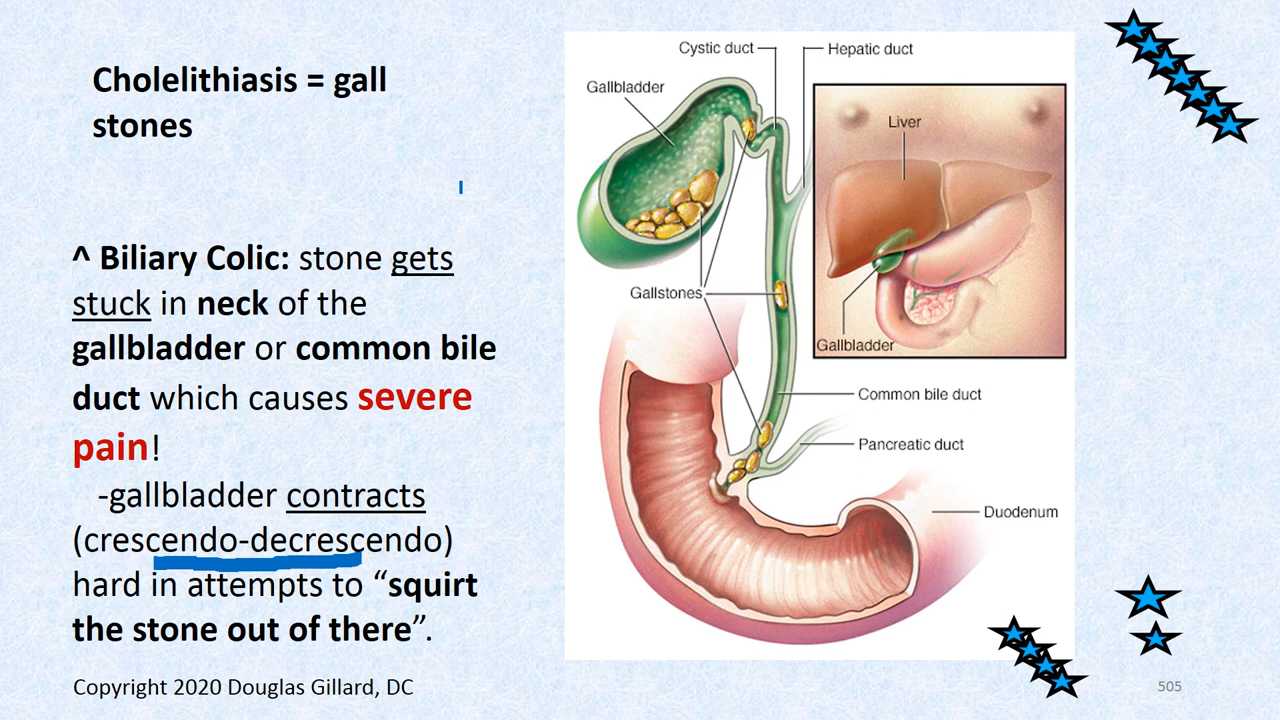 Cholelithiasis = gall
stones
^ Biliary Colic: stone gets
stuck in neck of the
gallbladder or common bile
duct which causes severe
pain!
-gallbladder contracts
(crescendo-decrescendo)
hard in attempts to “squirt
the stone out of there”.
Copyright 2020 Douglas Gillard, DC
Cystic duct
Hepatic duct
Gallbladder
Liver
Gallstones
Gallbladder
Common bile duct
Pancreatic duct
Duodenum
505